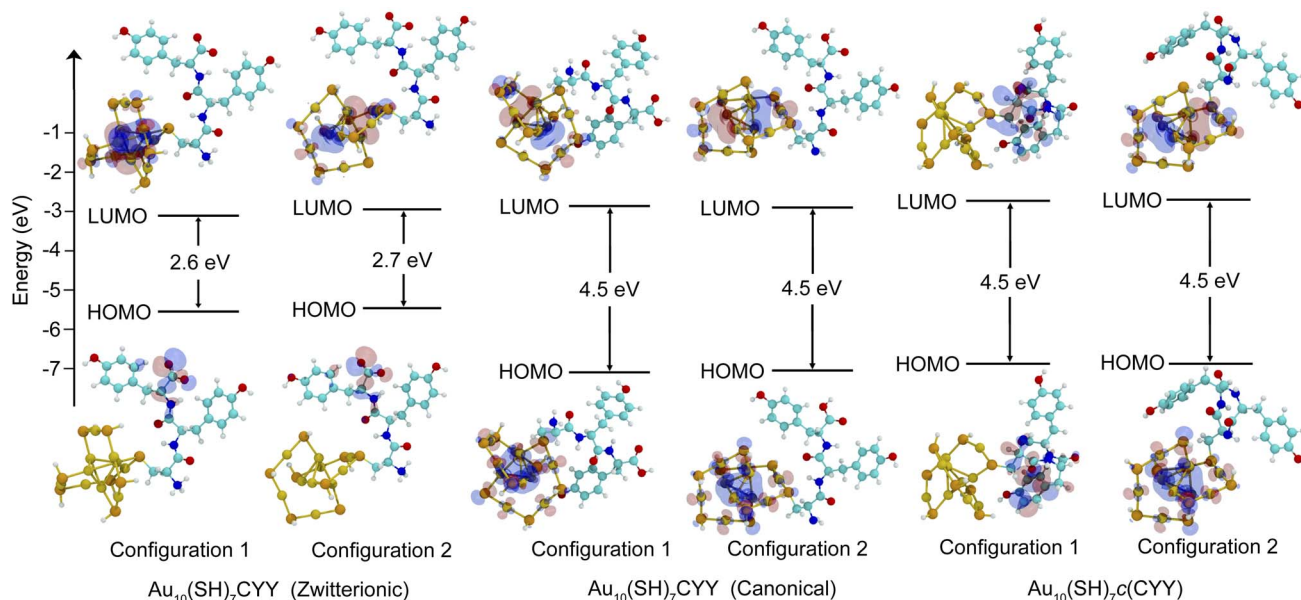 Energy (eV)
-1
-2
-3
-4
-5
-6
-7
LUMO
2.6 eV
HOMO
LUMO
2.7 eV
HOMO
LUMO
4.5 eV
HOMO
LUMO
4.5 eV
HOMO
LUMO
4.5 eV
HOMO
LUMO
4.5 eV
HOMO
Configuration 1
Configuration 2
Configuration 1
Configuration 2
Configuration 1
Configuration 2
Au₁₀(SH)₇CYY (Zwitterionic)
Au₁₀(SH)₇CYY (Canonical)
Au₁₀(SH)₇c(CYY)